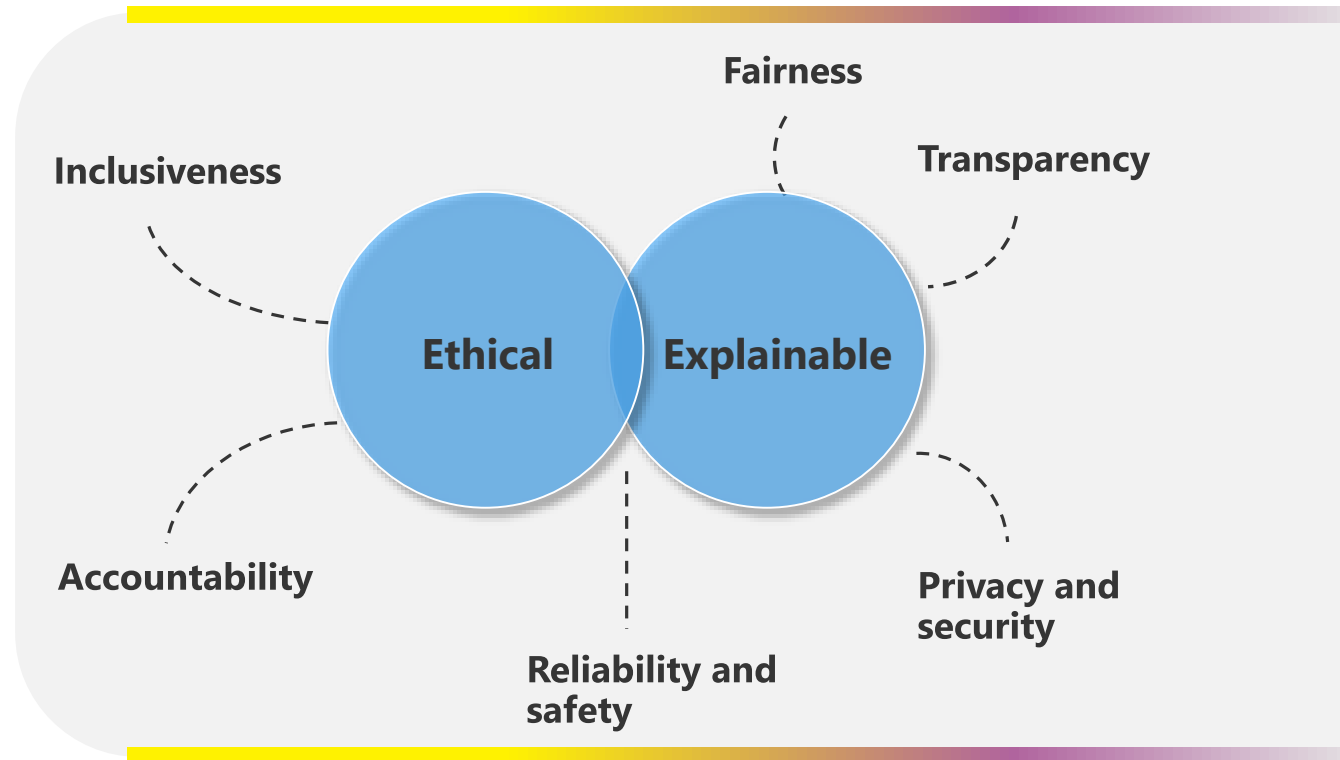 Fairness
Transparency
Inclusiveness
Ethical
Explainable
Accountability
Privacy and
security
Reliability and
safety